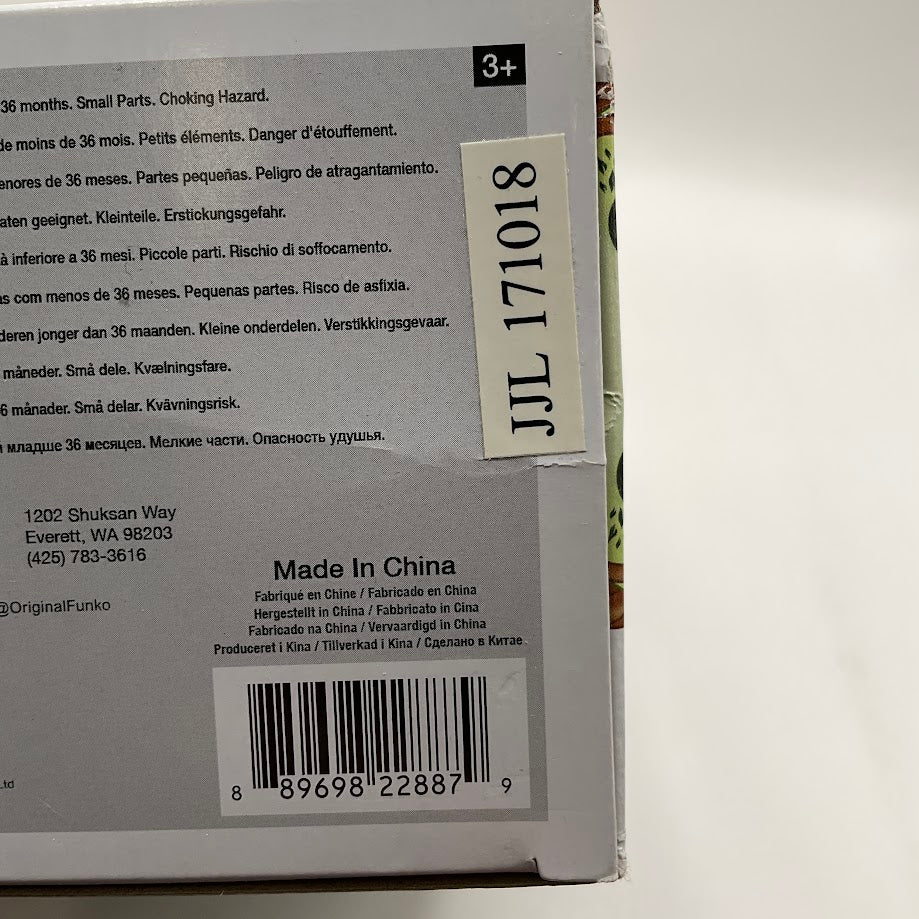 3+
36 months. Small Parts. Choking Hazard.
de moins de 36 mois. Petits éléments. Danger d'étouffement.
enores de 36 meses. Partes pequeñas. Peligro de atragantamiento.
aten geeignet. Kleinteile. Erstickungsgefahr.
à inferiore a 36 mesi. Piccole parti. Rischio di soffocamento.
as com menos de 36 meses. Pequenas partes. Risco de asfixia.
deren jonger dan 36 maanden. Kleine onderdelen. Verstikkingsgevaar.
måneder. Små dele. Kvælningsfare.
6 månader. Små delar. Kvävningsrisk.
младше 36 месяцев. Мелкие части. Опасность удушья.
JJL 171018
1202 Shuksan Way
Everett, WA 98203
(425) 783-3616
@OriginalFunko
Made In China
Fabriqué en Chine / Fabricado en China
Hergestellt in China / Fabbricato in Cina
Fabricado na China / Vervaardigd in China
Produceret i Kina / Tillverkad i Kina / Сделано в Китае
Ltd
8 89698 22887 9